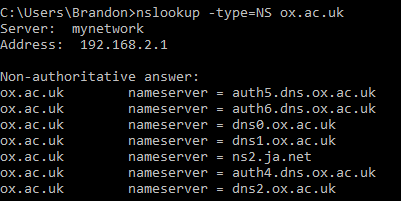 C:\Users\Brandon>nslookup -type=NS ox.ac.uk
Server:  mynetwork
Address:  192.168.2.1

Non-authoritative answer:
ox.ac.uk        nameserver = auth5.dns.ox.ac.uk
ox.ac.uk        nameserver = auth6.dns.ox.ac.uk
ox.ac.uk        nameserver = dns0.ox.ac.uk
ox.ac.uk        nameserver = dns1.ox.ac.uk
ox.ac.uk        nameserver = ns2.ja.net
ox.ac.uk        nameserver = auth4.dns.ox.ac.uk
ox.ac.uk        nameserver = dns2.ox.ac.uk